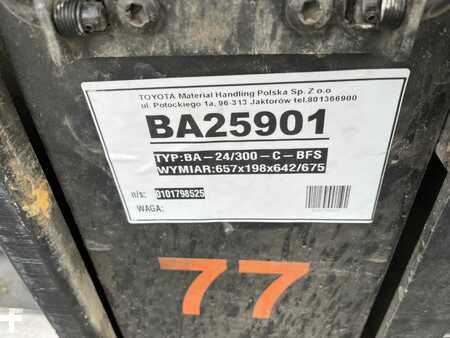 TOYOTA Material Handling Polska Sp. Z o.o
ul. Potockiego 1a, 96-313 Jaktorów tel.801366900
BA25901
TYP:BA-24/300-C-BFS
WYMIAR:657x198x642/675
n/s: 0101798525
WAGA:
77